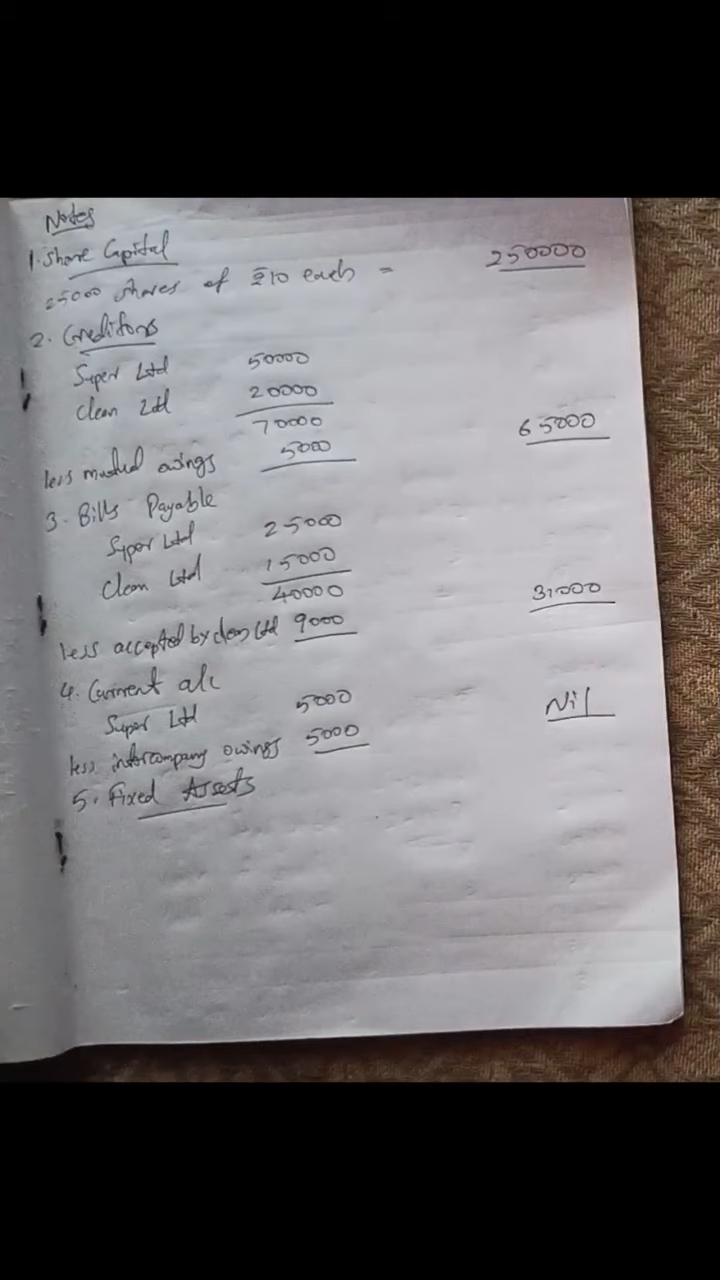 Notes
1. Share Capital
25000 shares of ₹10 each = 250000
2. Creditors
Super Ltd 50000
Clean Ltd 20000
70000
less mutual owings 5000 65000
3. Bills Payable
Super Ltd 25000
Clean Ltd 15000
40000
less accepted by clean Ltd 9000 31000
4. Current a/c
Super Ltd 5000
less intercompany owings 5000 Nil
5. Fixed Assets